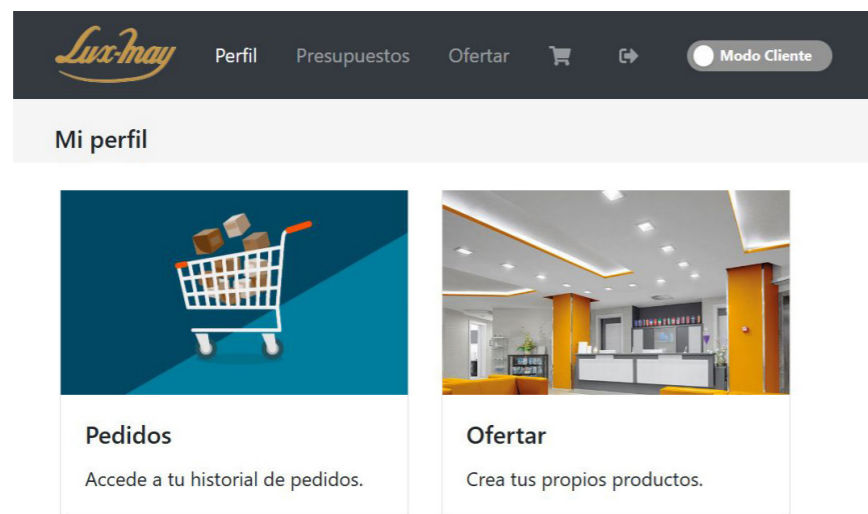 Lux-may
Perfil
Presupuestos
Ofertar
Modo Cliente
Mi perfil
Pedidos
Accede a tu historial de pedidos.
Ofertar
Crea tus propios productos.